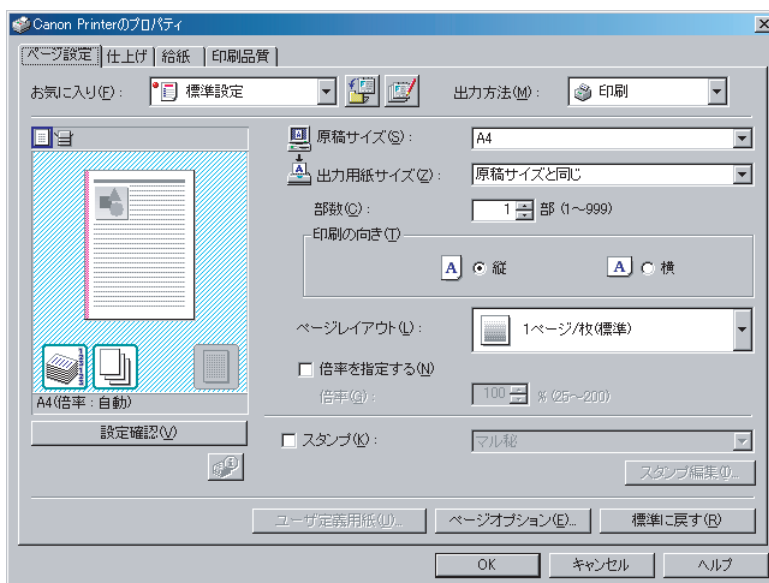 Canon Printerのプロパティ
ページ設定 仕上げ 給紙 印刷品質
お気に入り(F): 標準設定 出力方法(M): 印刷
原稿サイズ(S): A4
出力用紙サイズ(Z): 原稿サイズと同じ
部数(C): 1 部 (1～999)
印刷の向き(T)
A 縦 A 横
ページレイアウト(L): 1ページ/枚(標準)
倍率を指定する(N)
A4(倍率：自動) 倍率(G): 100 % (25～200)
設定確認(V) スタンプ(K): マル秘
スタンプ編集(I)...
ユーザ定義用紙(U)... ページオプション(E)... 標準に戻す(R)
OK キャンセル ヘルプ